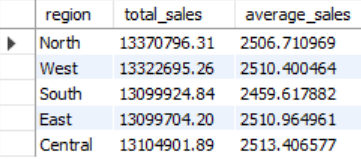 region total_sales average_sales
North 13370796.31 2506.710969
West 13322695.26 2510.400464
South 13099924.84 2459.617882
East 13099704.20 2510.964961
Central 13104901.89 2513.406577